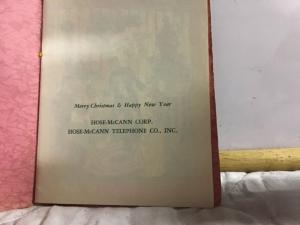 Merry Christmas & Happy New Year
HOSE-McCANN CORP.
HOSE-McCANN TELEPHONE CO., INC.